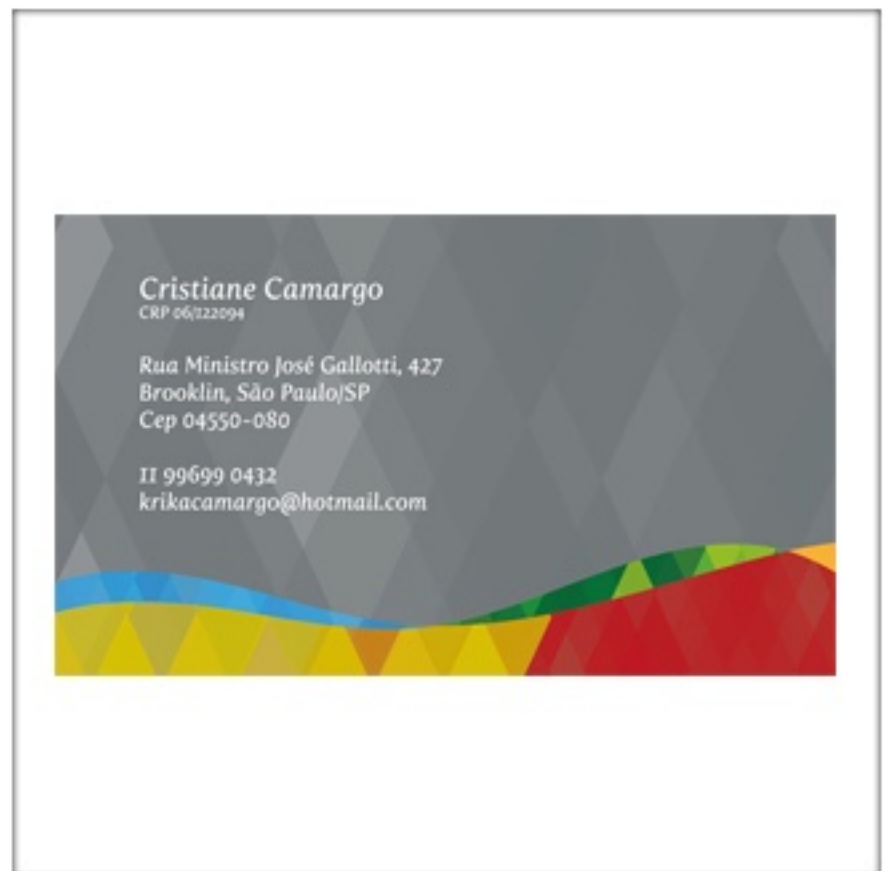 Cristiane Camargo
CRP 06/122094
Rua Ministro José Gallotti, 427
Brooklin, São Paulo/SP
Cep 04550-080
11 99699 0432
krikacamargo@hotmail.com